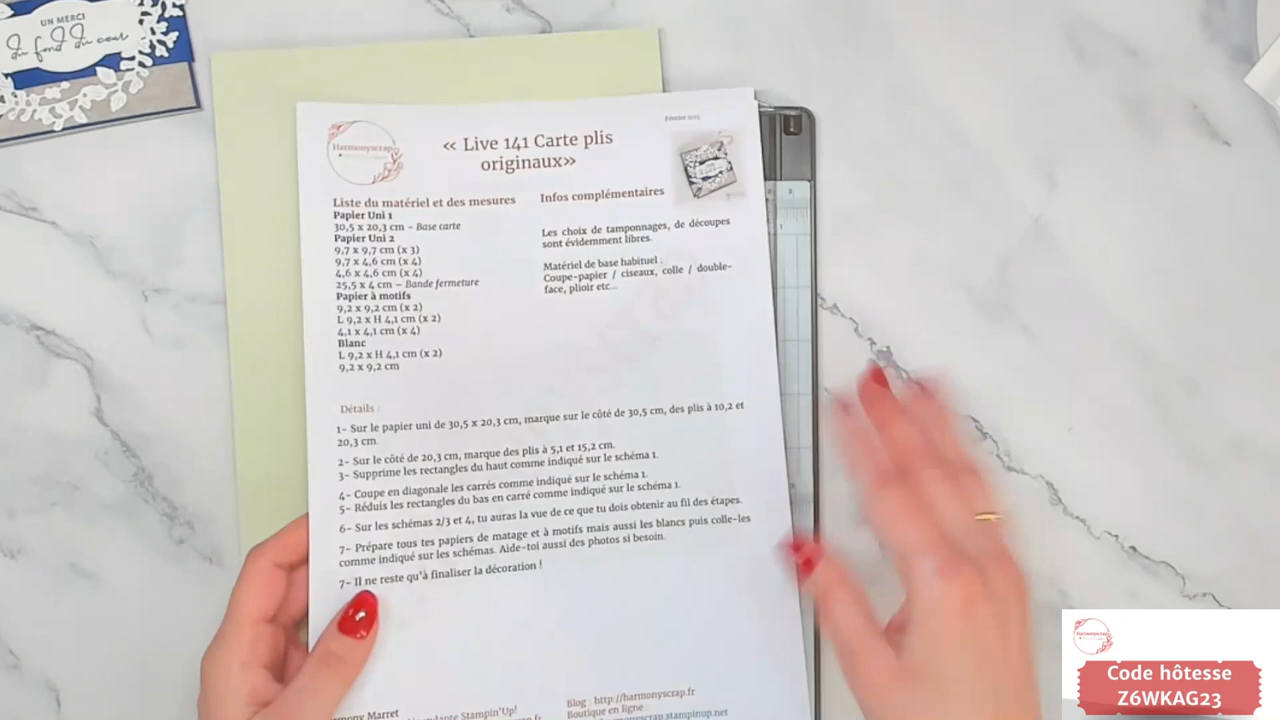 UN MERCI
du fond du cœur
Février
Harmonyscrap
« Live 141 Carte plis
originaux»
Liste du matériel et des mesures
Papier Uni 1
30,5 x 20,3 cm – Base carte
Papier Uni 2
9,7 x 9,7 cm (x 3)
9,7 x 4,6 cm (x 4)
4,6 x 4,6 cm (x 4)
25,5 x 4 cm – Bande fermeture
Papier à motifs
9,2 x 9,2 cm (x 2)
L 9,2 x H 4,1 cm (x 2)
4,1 x 4,1 cm (x 4)
Blanc
L 9,2 x H 4,1 cm (x 2)
9,2 x 9,2 cm
Infos complémentaires
Les choix de tamponnages, de découpes
sont évidemment libres.
Matériel de base habituel :
Coupe-papier / ciseaux, colle / double-
face, plioir etc...
Détails :
1- Sur le papier uni de 30,5 x 20,3 cm, marque sur le côté de 30,5 cm, des plis à 10,2 et
20,3 cm.
2- Sur le côté de 20,3 cm, marque des plis à 5,1 et 15,2 cm.
3- Supprime les rectangles du haut comme indiqué sur le schéma 1.
4- Coupe en diagonale les carrés comme indiqué sur le schéma 1.
5- Réduis les rectangles du bas en carré comme indiqué sur le schéma 1.
6- Sur les schémas 2/3 et 4, tu auras la vue de ce que tu dois obtenir au fil des étapes.
7- Prépare tous tes papiers de matage et à motifs mais aussi les blancs puis colle-les
comme indiqué sur les schémas. Aide-toi aussi des photos si besoin.
7- Il ne reste qu'à finaliser la décoration !
Marret
Stampin'Up!
Blog : http://harmonyscrap.fr
Boutique en ligne
stampinup.net
Harmonyscrap
Code hôtesse
Z6WKAG23